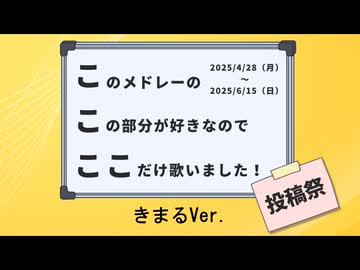 このメドレーの
2025/4/28（月）
～
2025/6/15（日）
この部分が好きなので
ここだけ歌いました！
投稿祭
きまるVer.